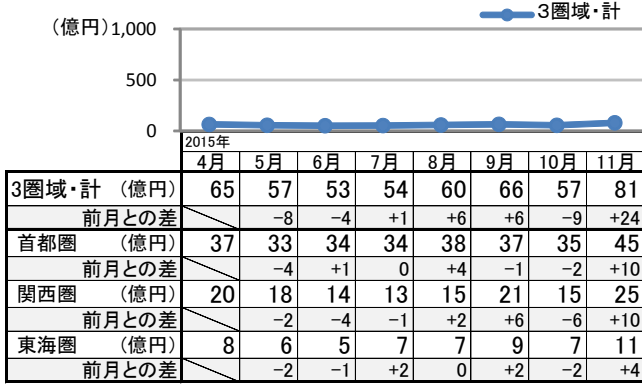 3圏域・計
(億円) 1,000
500
0
2015年
4月 5月 6月 7月 8月 9月 10月 11月
3圏域・計 (億円) 65 57 53 54 60 66 57 81
前月との差 −8 −4 +1 +6 +6 −9 +24
首都圏 (億円) 37 33 34 34 38 37 35 45
前月との差 −4 +1 0 +4 −1 −2 +10
関西圏 (億円) 20 18 14 13 15 21 15 25
前月との差 −2 −4 −1 +2 +6 −6 +10
東海圏 (億円) 8 6 5 7 7 9 7 11
前月との差 −2 −1 +2 0 +2 −2 +4